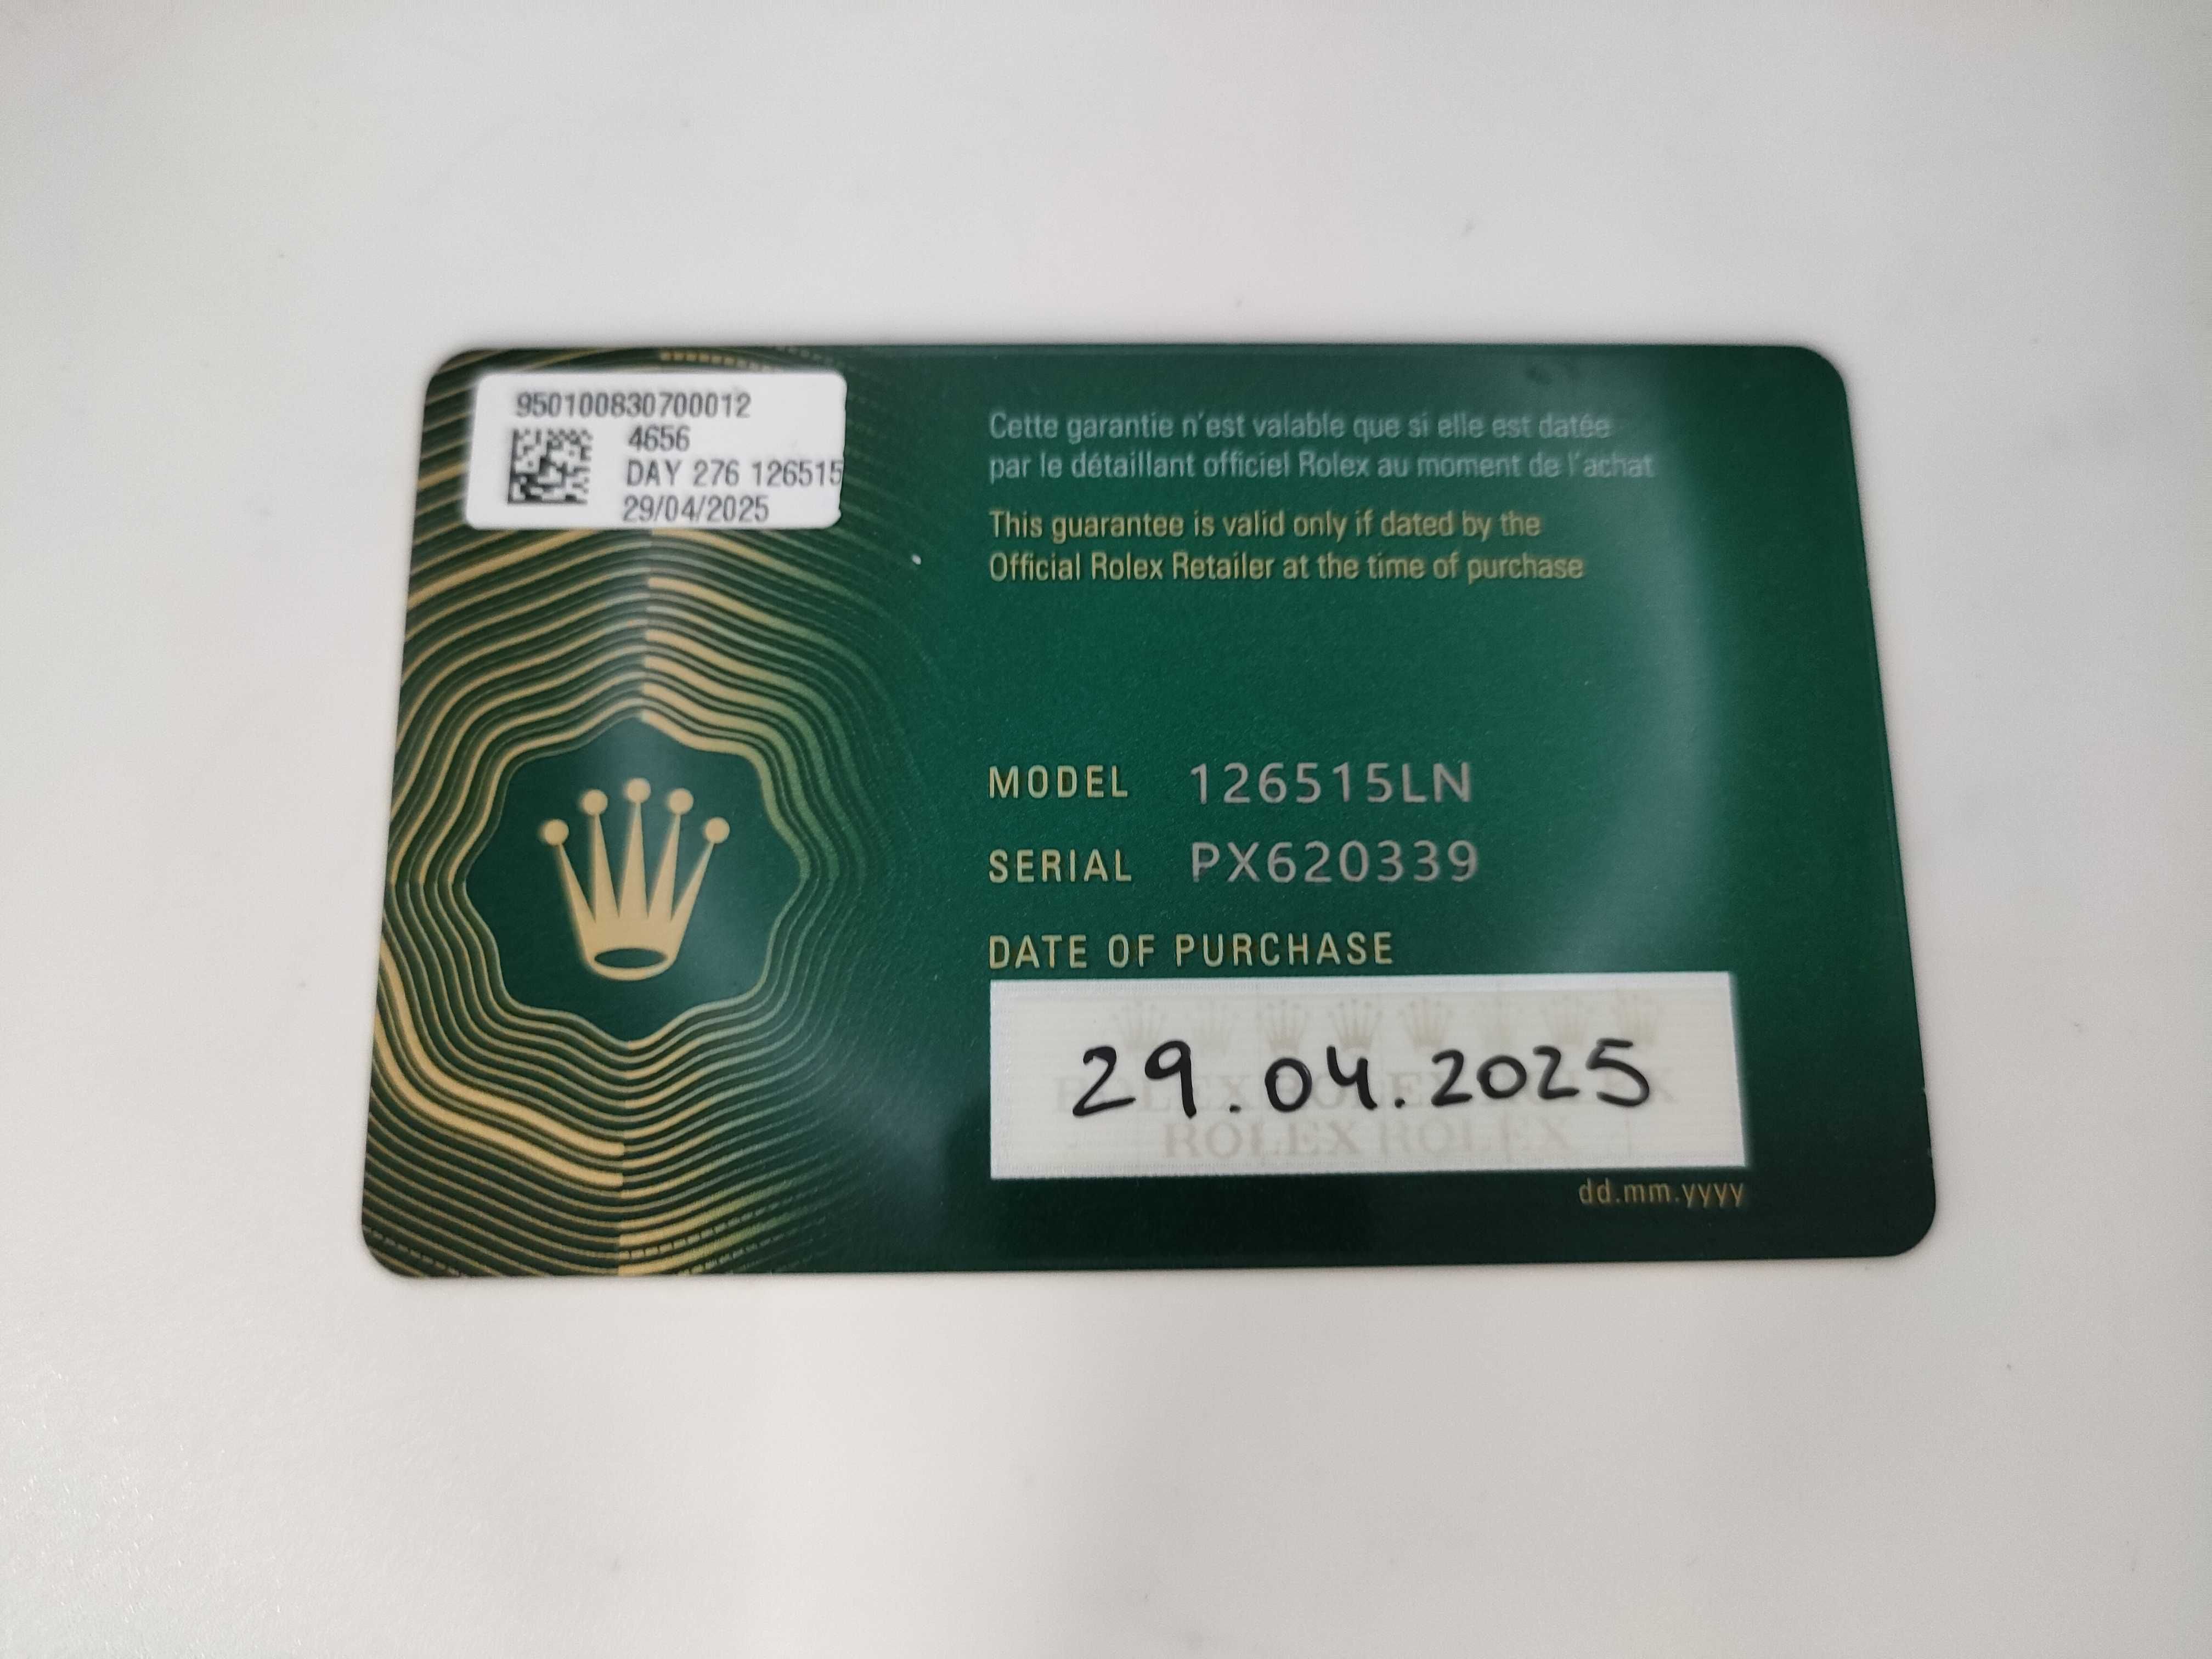 950100830700012
4656
DAY 276 126515
29/04/2025
Cette garantie n'est valable que si elle est datée
par le détaillant officiel Rolex au moment de l'achat
This guarantee is valid only if dated by the
Official Rolex Retailer at the time of purchase
MODEL 126515LN
SERIAL PX620339
DATE OF PURCHASE
29.04.2025
ROLEX ROLEX
dd.mm.yyyy